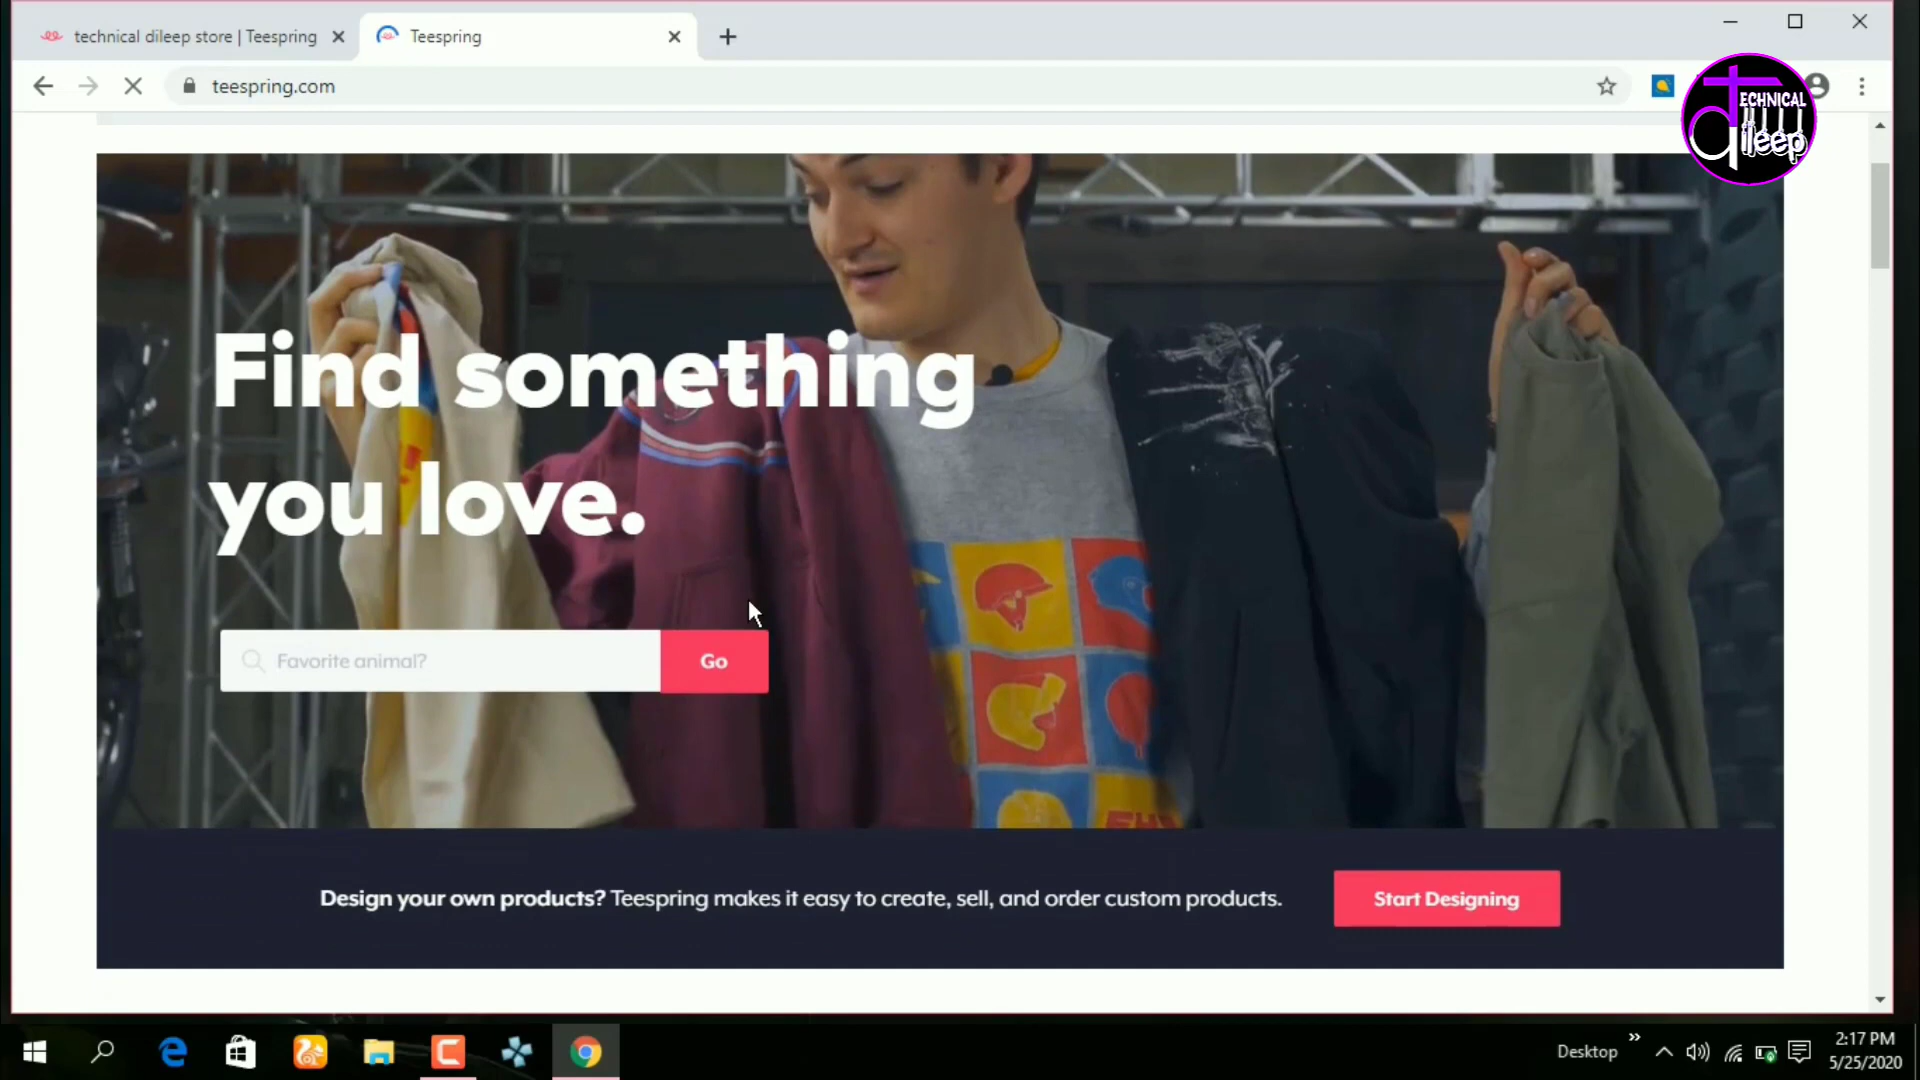 technical dileep store | Teespring
Teespring
teespring.com
TECHNICAL
dileep
Find something
you love.
Favorite animal?
Go
Design your own products? Teespring makes it easy to create, sell, and order custom products.
Start Designing
Desktop
2:17 PM
5/25/2020